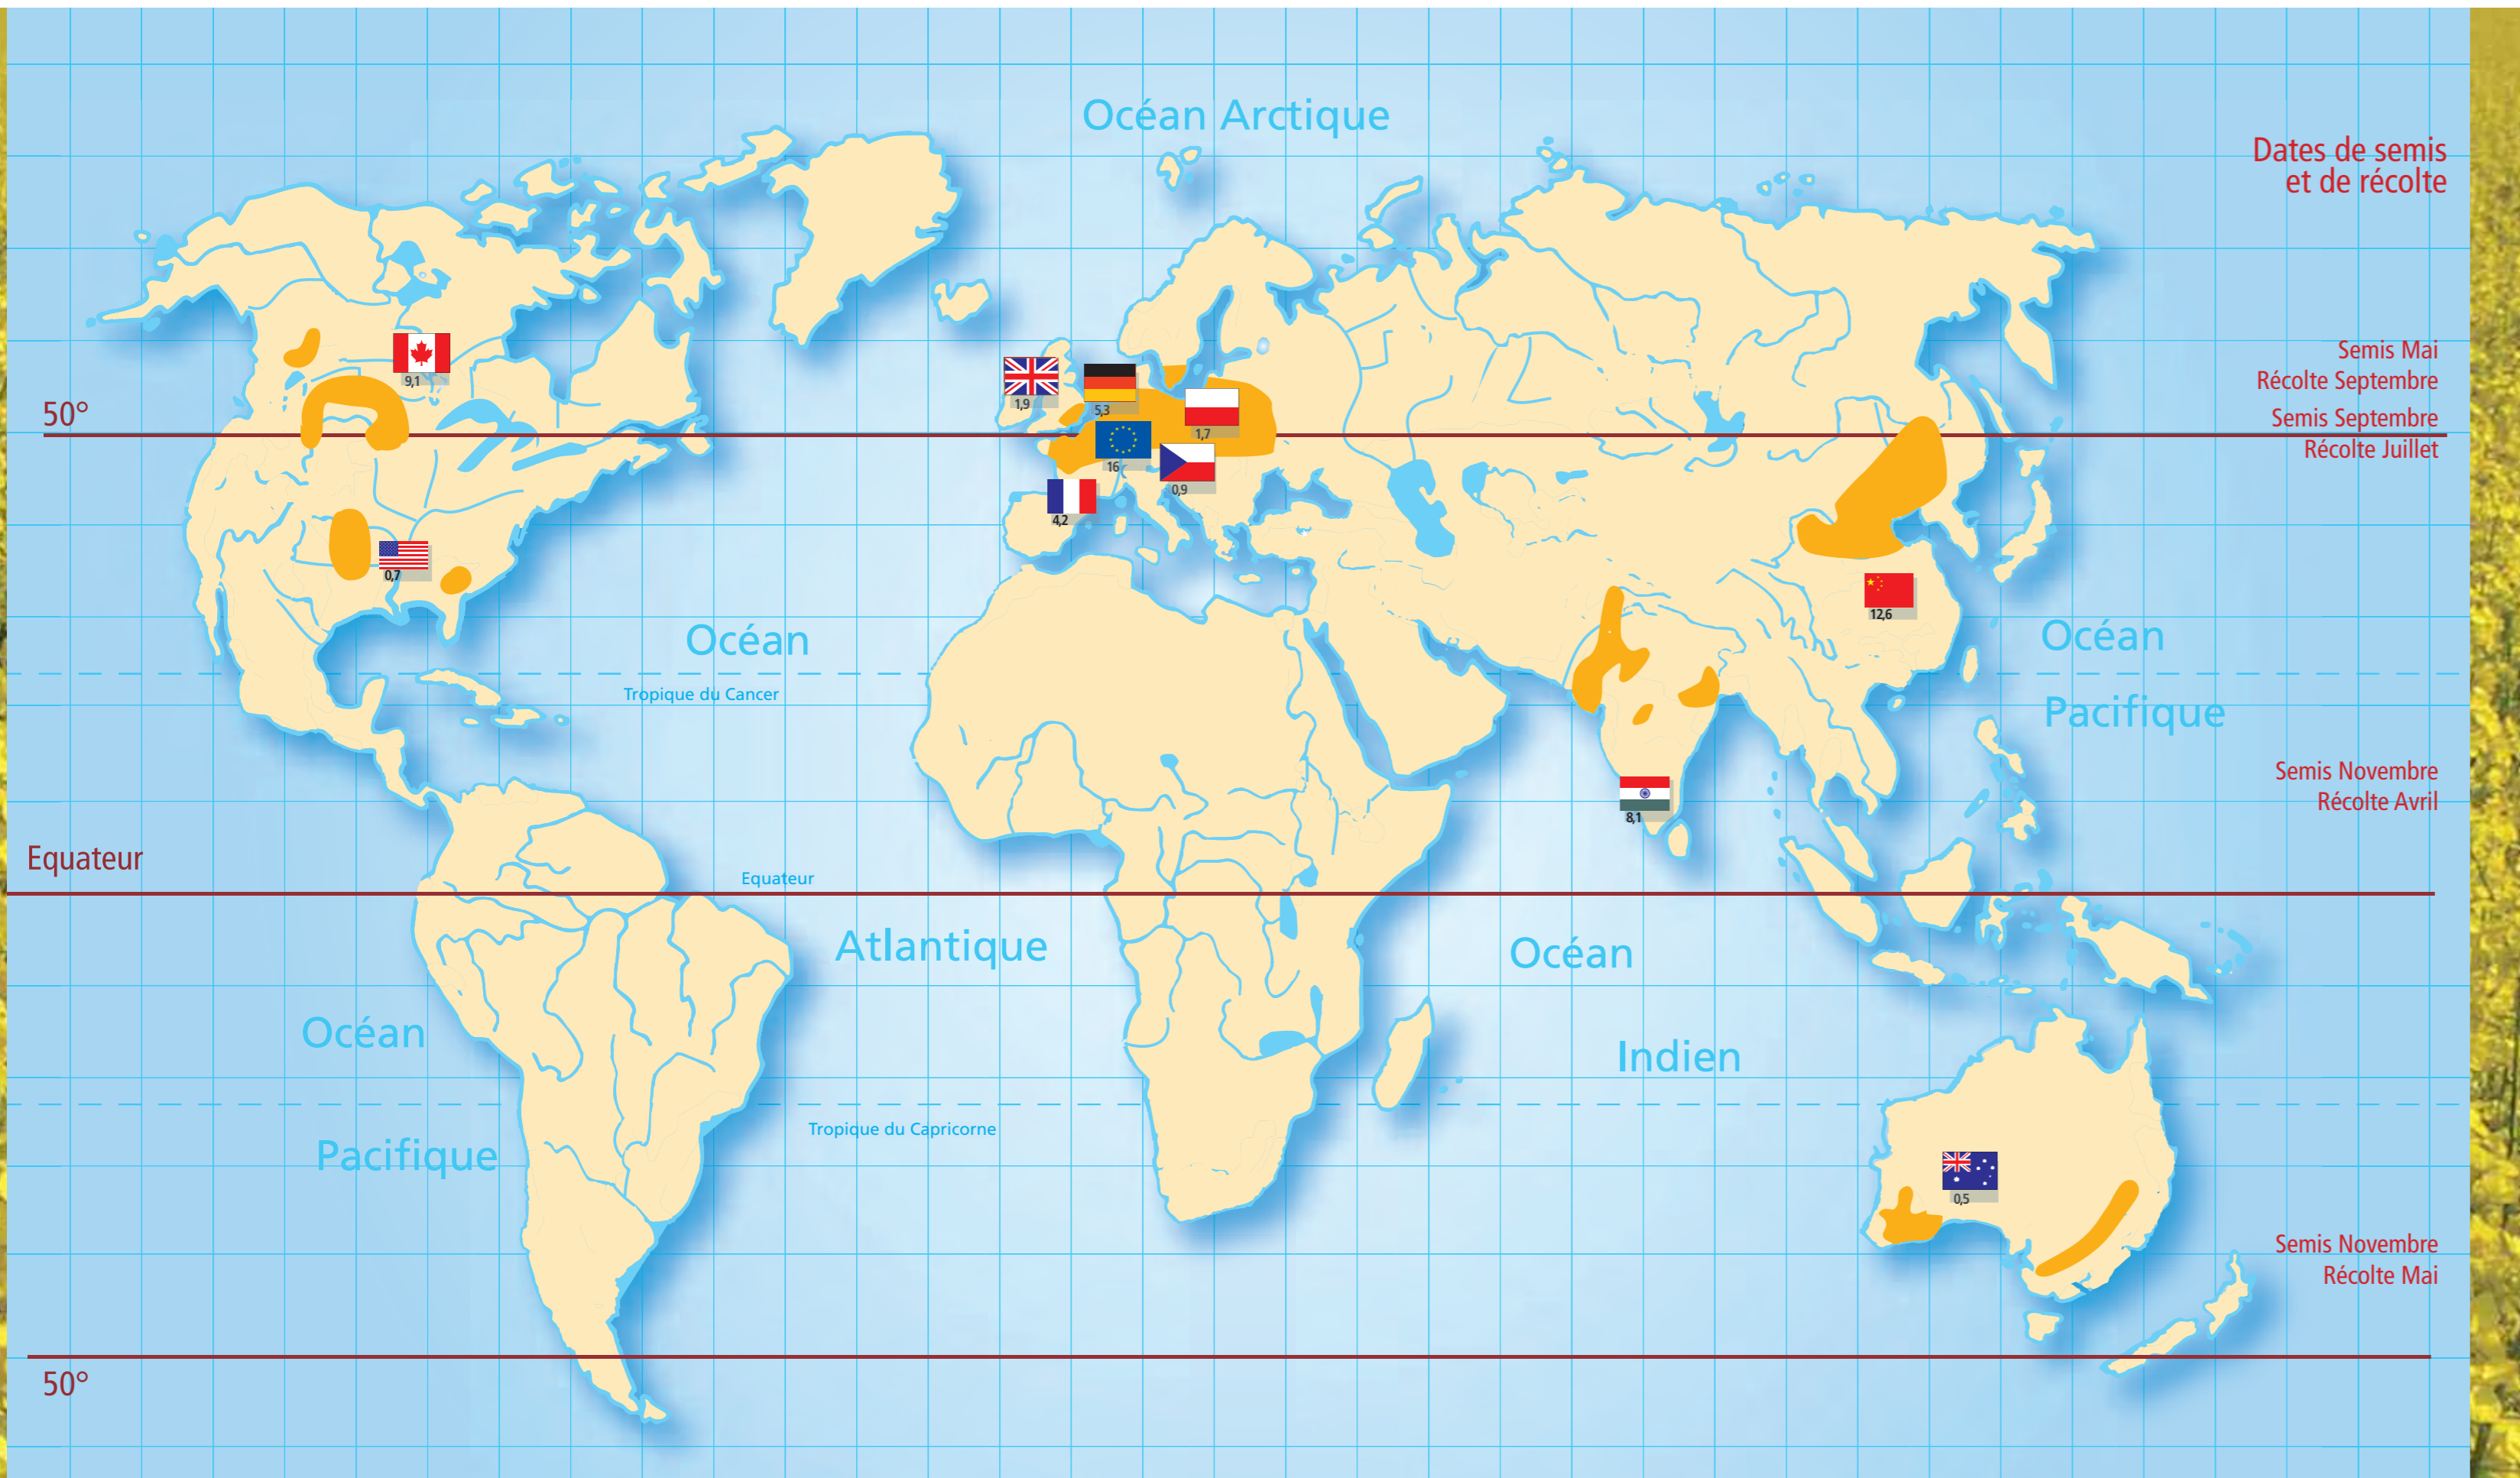 Océan Arctique
Dates de semis
et de récolte
Semis Mai
Récolte Septembre
9,1
1,9
5,3
50°
Semis Septembre
1,7
Récolte Juillet
16
0,9
4,2
0,7
12,6
Océan
Océan
Tropique du Cancer
Pacifique
Semis Novembre
Récolte Avril
8,1
Equateur
Equateur
Atlantique
Océan
Océan
Indien
Tropique du Capricorne
Pacifique
0,5
Semis Novembre
Récolte Mai
50°